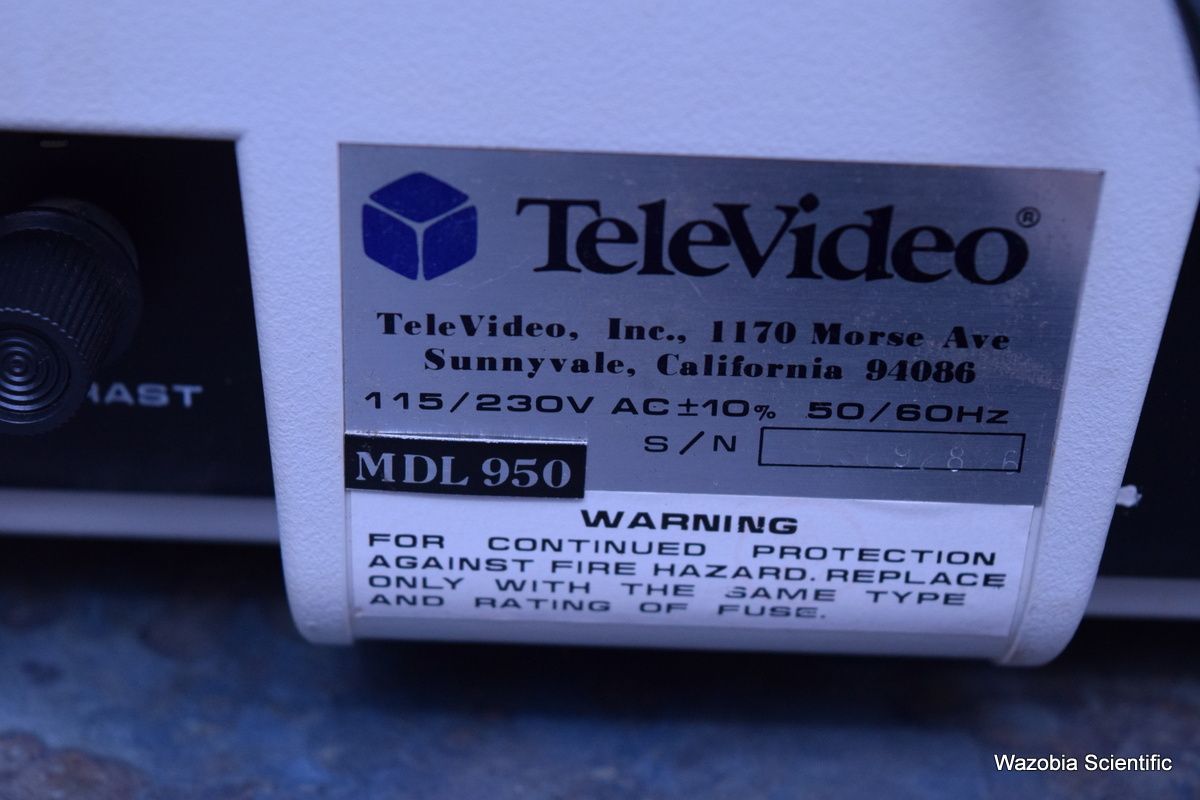 TeleVideo®
TeleVideo, Inc., 1170 Morse Ave
Sunnyvale, California 94086
115/230V AC±10% 50/60Hz
S/N
MDL 950
WARNING
FOR CONTINUED PROTECTION
AGAINST FIRE HAZARD. REPLACE
ONLY WITH THE SAME TYPE
AND RATING OF FUSE.
Wazobia Scientific